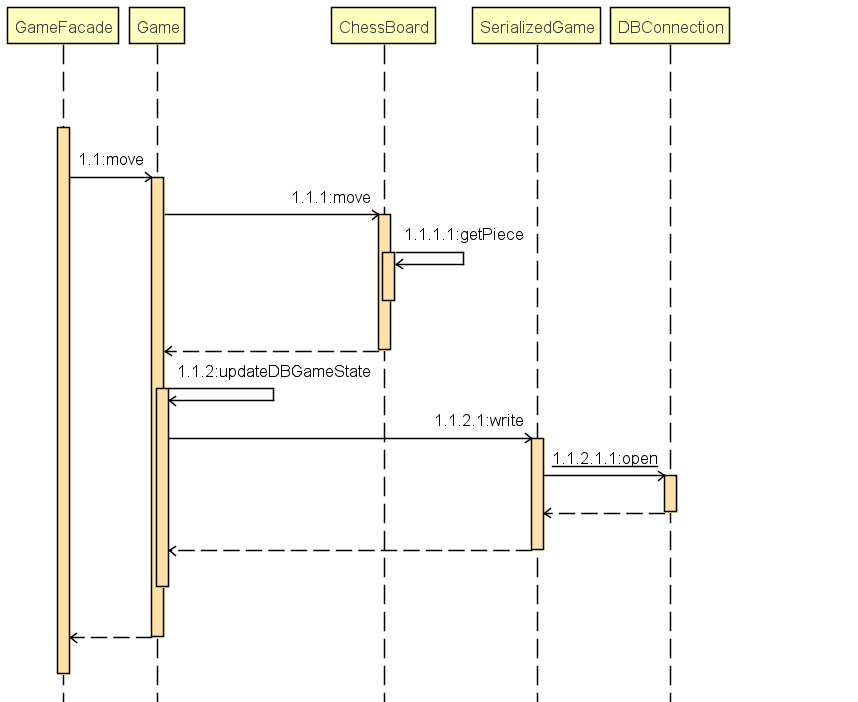 GameFacade
Game
ChessBoard
SerializedGame
DBConnection
1.1:move
1.1.1:move
1.1.1.1:getPiece
1.1.2:updateDBGameState
1.1.2.1:write
1.1.2.1.1:open